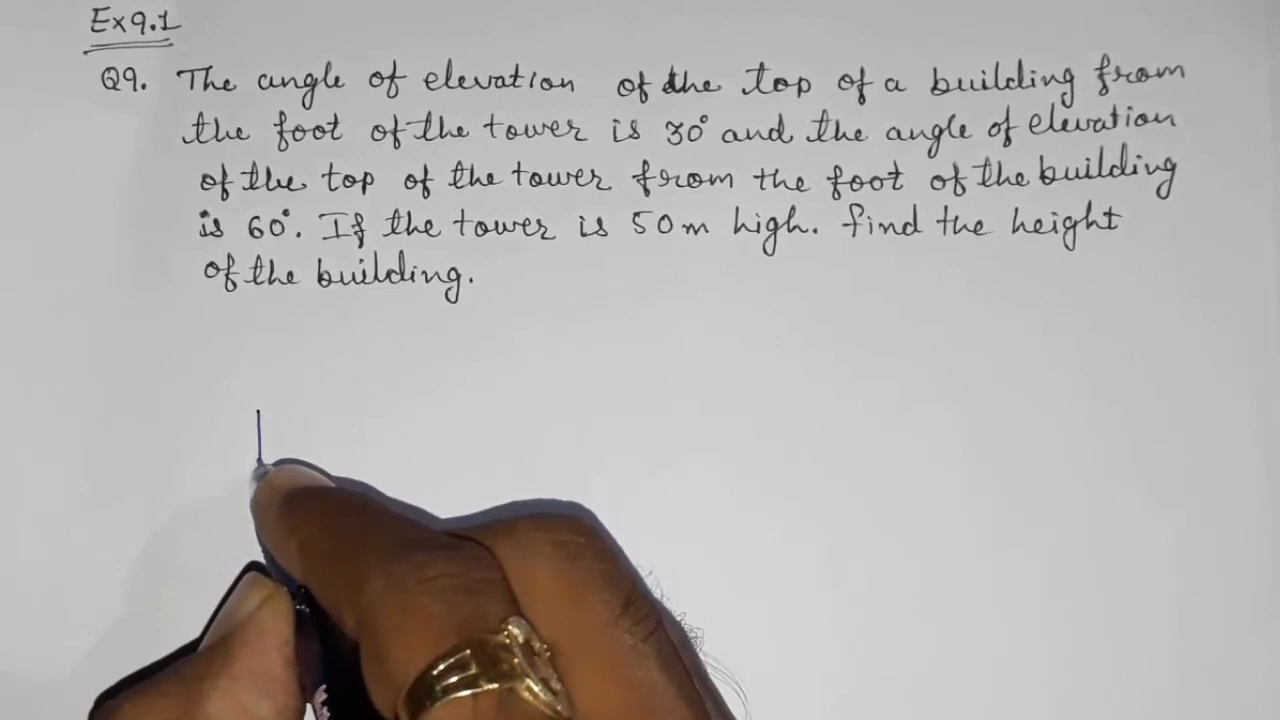 Ex 9.1
Q9. The angle of elevation of the top of a building from
the foot of the tower is 30° and the angle of elevation
of the top of the tower from the foot of the building
is 60°. If the tower is 50m high. find the height
of the building.